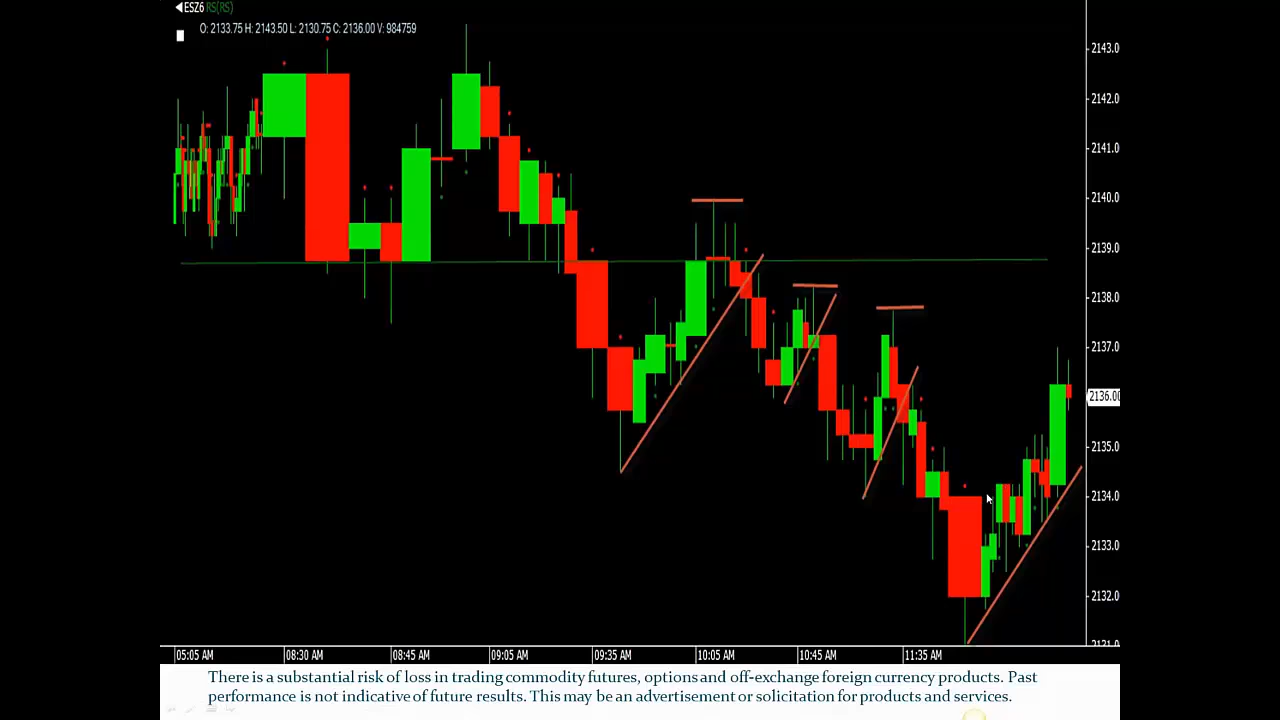 ESZ6 RS(RS)
O: 2133.75 H: 2143.50 L: 2130.75 C: 2136.00 V: 984759
2143.0
2142.0
2141.0
2140.0
2139.0
2138.0
2137.0
2136.00
2135.0
2134.0
2133.0
2132.0
2131.0
05:05 AM 08:30 AM 08:45 AM 09:05 AM 09:35 AM 10:05 AM 10:45 AM 11:35 AM
There is a substantial risk of loss in trading commodity futures, options and off-exchange foreign currency products. Past
performance is not indicative of future results. This may be an advertisement or solicitation for products and services.